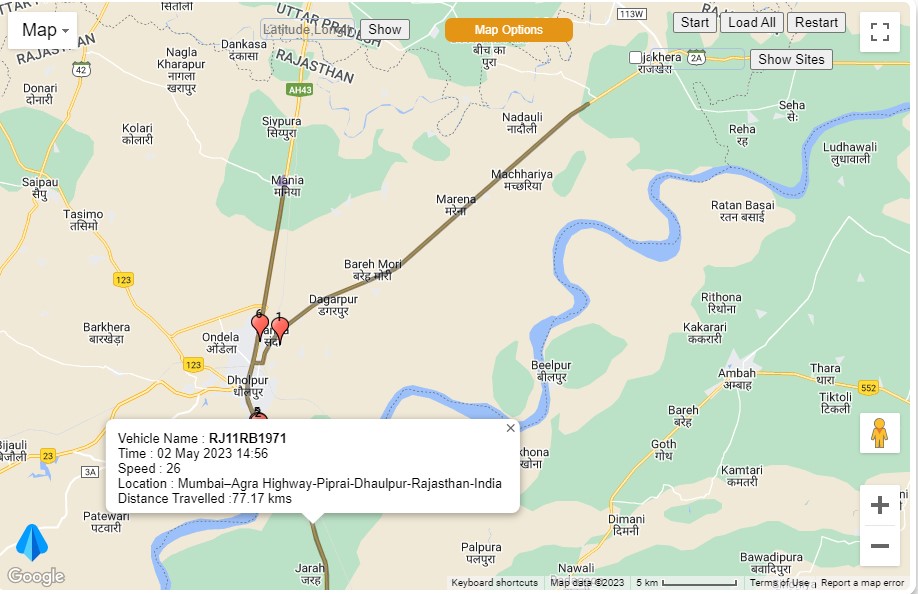 सितौली
UTTAR PRADESH
RAJASTHAN
Map
Latitude,Longi
Show
Map Options
113W
Start
Load All
Restart
Dankasa
दंकासा
Nagla
Kharapur
नागला
खरापुर
बीच का
पुरा
RAJASTHAN
jakhera
राजखेरा
2A
Show Sites
42
Donari
दोनारी
AH43
Sivpura
सिय्पुरा
Nadauli
नादौली
Seha
सेः
Kolari
कोलारी
Reha
रह
Ludhawali
लुधावाली
Saipau
सैंपु
Mania
मनिया
Machhariya
मच्छरिया
Marena
मरेना
Tasimo
तसिमो
Ratan Basai
रतन बसाई
Bareh Mori
बरेह मोरी
123
Dagarpur
डगरपुर
Rithona
रिथोना
6
1
Barkhera
बारखेड़ा
Ondela
ओंडेला
Kakarari
ककरारी
123
Beelpur
बीलपुर
Ambah
अम्बाह
Thara
थारा
552
Dholpur
धौलपुर
Tiktoli
टिकली
Bareh
बरेह
Vehicle Name : RJ11RB1971
Time : 02 May 2023 14:56
Speed : 26
Location : Mumbai–Agra Highway-Piprai-Dhaulpur-Rajasthan-India
Distance Travelled :77.17 kms
Bijauli
बिजौली
23
3A
khona
खोना
Goth
गोथ
Kamtari
कमतरी
Patewari
पटवारी
Dimani
दिमनी
Palpura
पलपुरा
Jarah
जरह
Nawali
Bawadipura
बवादिपुरा
Google
Keyboard shortcuts
Map data ©2023
5 km
Terms of Use
Report a map error